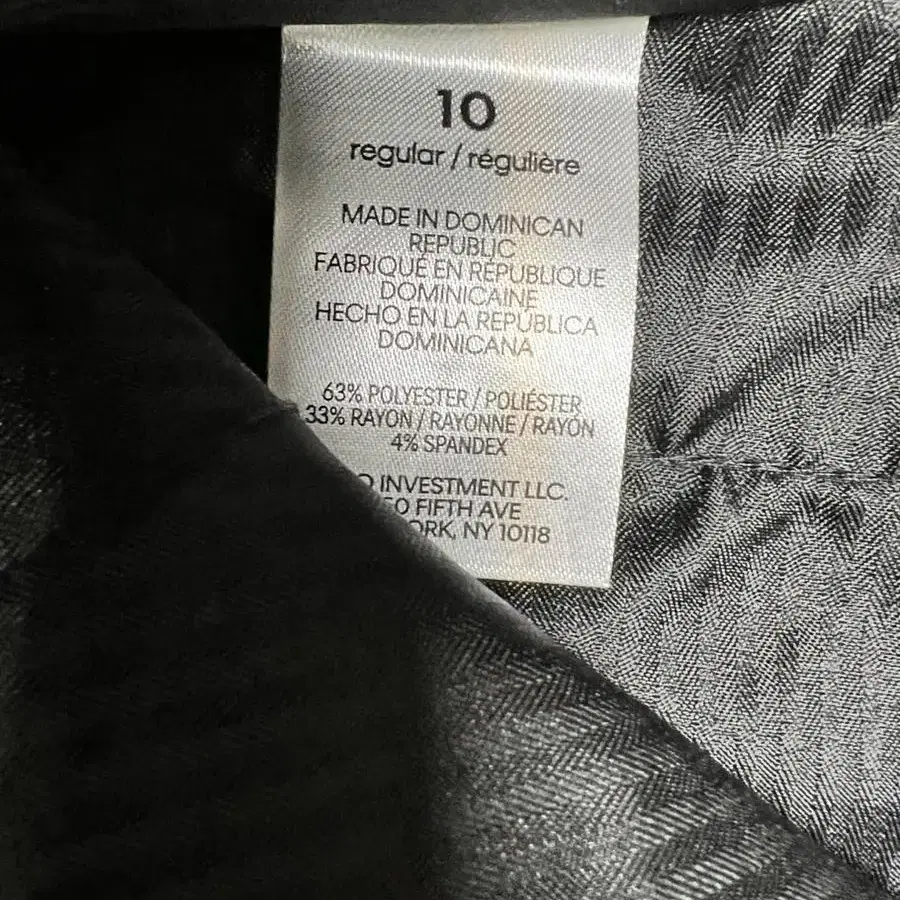 10
regular / régulière
MADE IN DOMINICAN
REPUBLIC
FABRIQUÉ EN RÉPUBLIQUE
DOMINICAINE
HECHO EN LA REPÚBLICA
DOMINICANA
63% POLYESTER / POLIÉSTER
33% RAYON / RAYONNE / RAYÓN
4% SPANDEX
INVESTMENT LLC.
FIFTH AVE
NY 10118